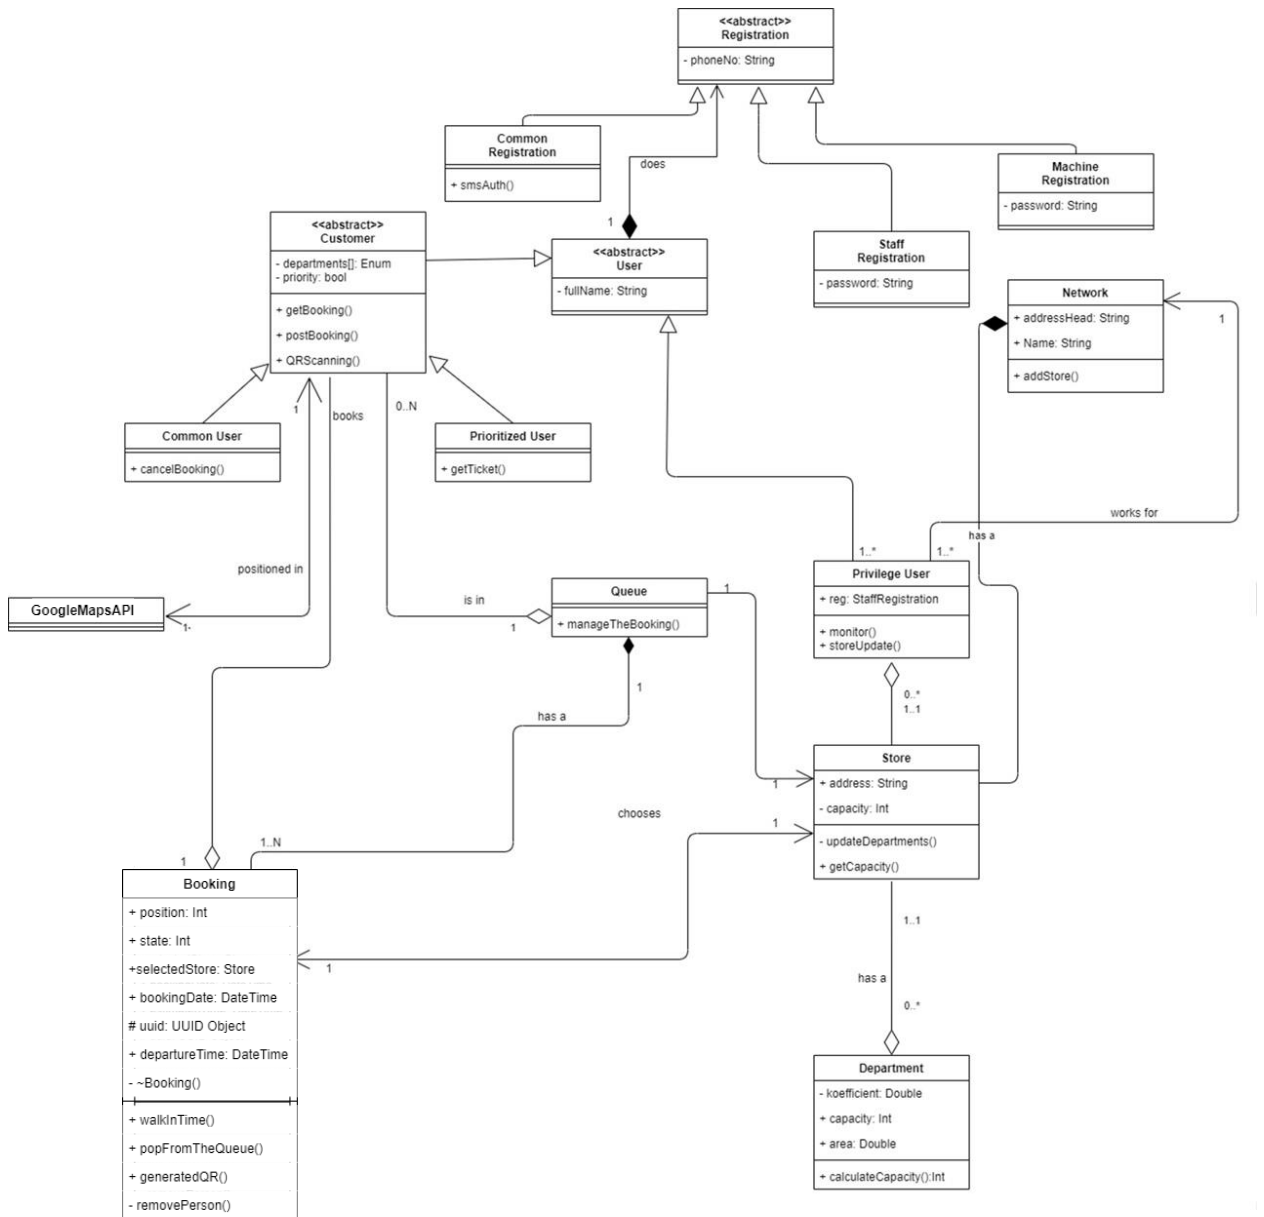 <<abstract>>
Registration
- phoneNo: String
Common
Registration
+ smsAuth()
does
Machine
Registration
- password: String
<<abstract>>
Customer
- departments[]: Enum
- priority: bool
+ getBooking()
+ postBooking()
+ QRScanning()
1
<<abstract>>
User
- fullName: String
Staff
Registration
- password: String
Network
+ addressHead: String
+ Name: String
+ addStore()
1
1
books
0..N
Common User
+ cancelBooking()
Prioritized User
+ getTicket()
works for
has a
1..*
1..*
positioned in
GoogleMapsAPI
1-
is in
1
Queue
+ manageTheBooking()
1
Privilege User
+ reg: StaffRegistration
+ monitor()
+ storeUpdate()
1
has a
0..*
1..1
Store
+ address: String
- capacity: Int
- updateDepartments()
+ getCapacity()
1
chooses
1
1..N
1
Booking
+ position: Int
+ state: Int
+selectedStore: Store
+ bookingDate: DateTime
# uuid: UUID Object
+ departureTime: DateTime
- ~Booking()
+ walkInTime()
+ popFromTheQueue()
+ generatedQR()
- removePerson()
1
1..1
has a
0..*
Department
- koefficient: Double
+ capacity: Int
+ area: Double
+ calculateCapacity():Int